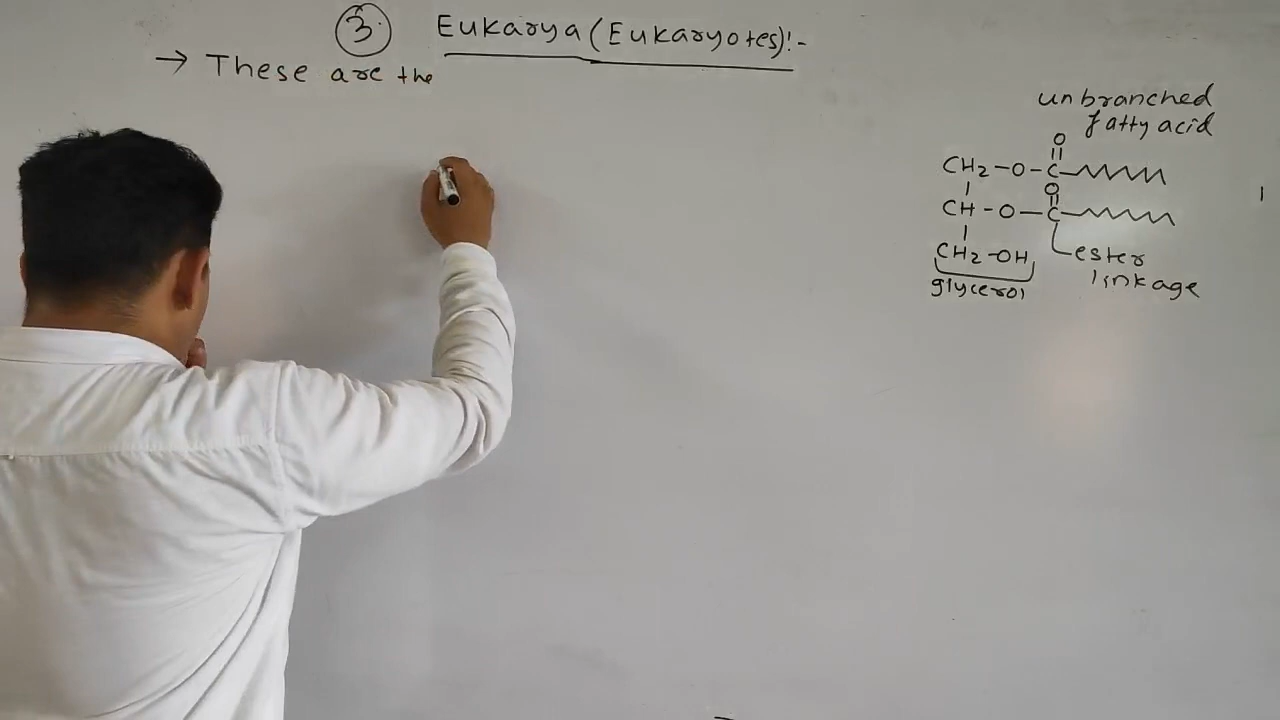 3. Eukarya (Eukaryotes):-
→ These are the
unbranched
fatty acid
O
||
CH2-O-C
| O
||
CH-O-C
|
CH2-OH
ester
linkage
glycerol